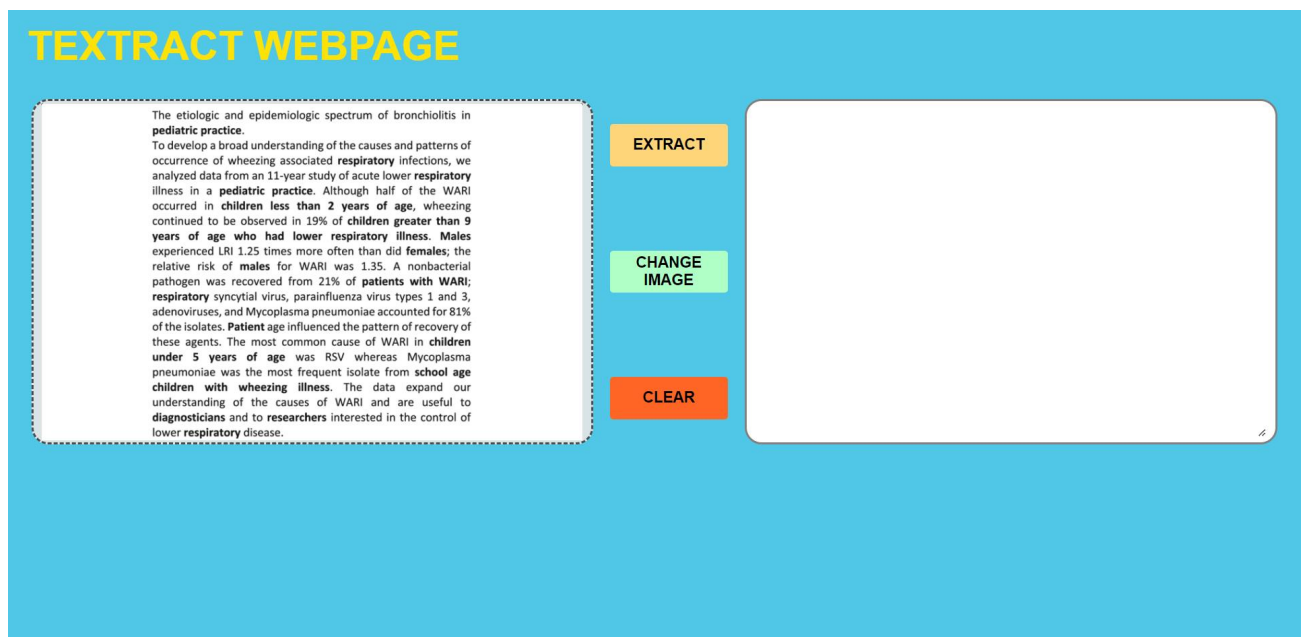 TEXTRACT WEBPAGE
The etiologic and epidemiologic spectrum of bronchiolitis in
pediatric practice.
To develop a broad understanding of the causes and patterns of
occurrence of wheezing associated respiratory infections, we
analyzed data from an 11-year study of acute lower respiratory
illness in a pediatric practice. Although half of the WARI
occurred in children less than 2 years of age, wheezing
continued to be observed in 19% of children greater than 9
years of age who had lower respiratory illness. Males
experienced LRI 1.25 times more often than did females; the
relative risk of males for WARI was 1.35. A nonbacterial
pathogen was recovered from 21% of patients with WARI;
respiratory syncytial virus, parainfluenza virus types 1 and 3,
adenoviruses, and Mycoplasma pneumoniae accounted for 81%
of the isolates. Patient age influenced the pattern of recovery of
these agents. The most common cause of WARI in children
under 5 years of age was RSV whereas Mycoplasma
pneumoniae was the most frequent isolate from school age
children with wheezing illness. The data expand our
understanding of the causes of WARI and are useful to
diagnosticians and to researchers interested in the control of
lower respiratory disease.
EXTRACT
CHANGE
IMAGE
CLEAR